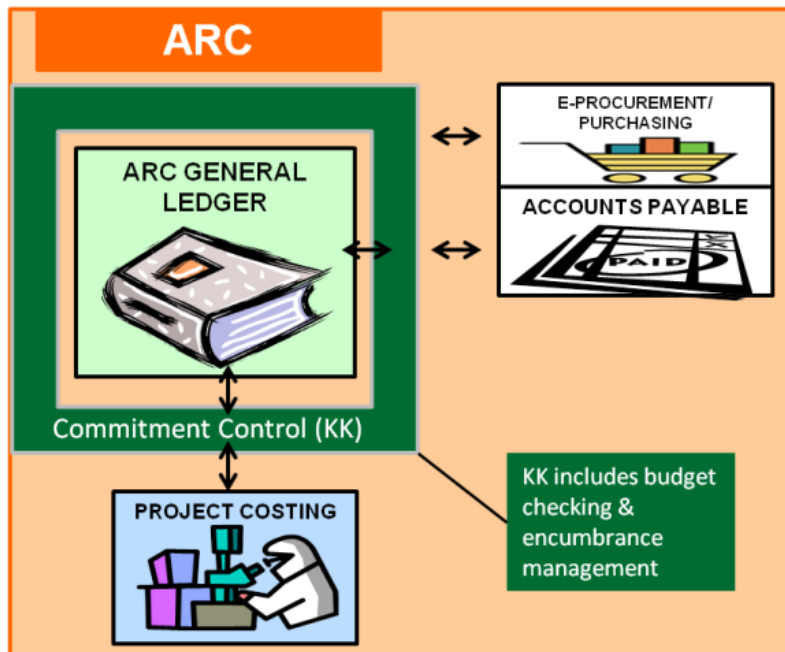 ARC
ARC GENERAL
LEDGER
Commitment Control (KK)
E-PROCUREMENT/
PURCHASING
ACCOUNTS PAYABLE
PAID
PROJECT COSTING
KK includes budget
checking &
encumbrance
management